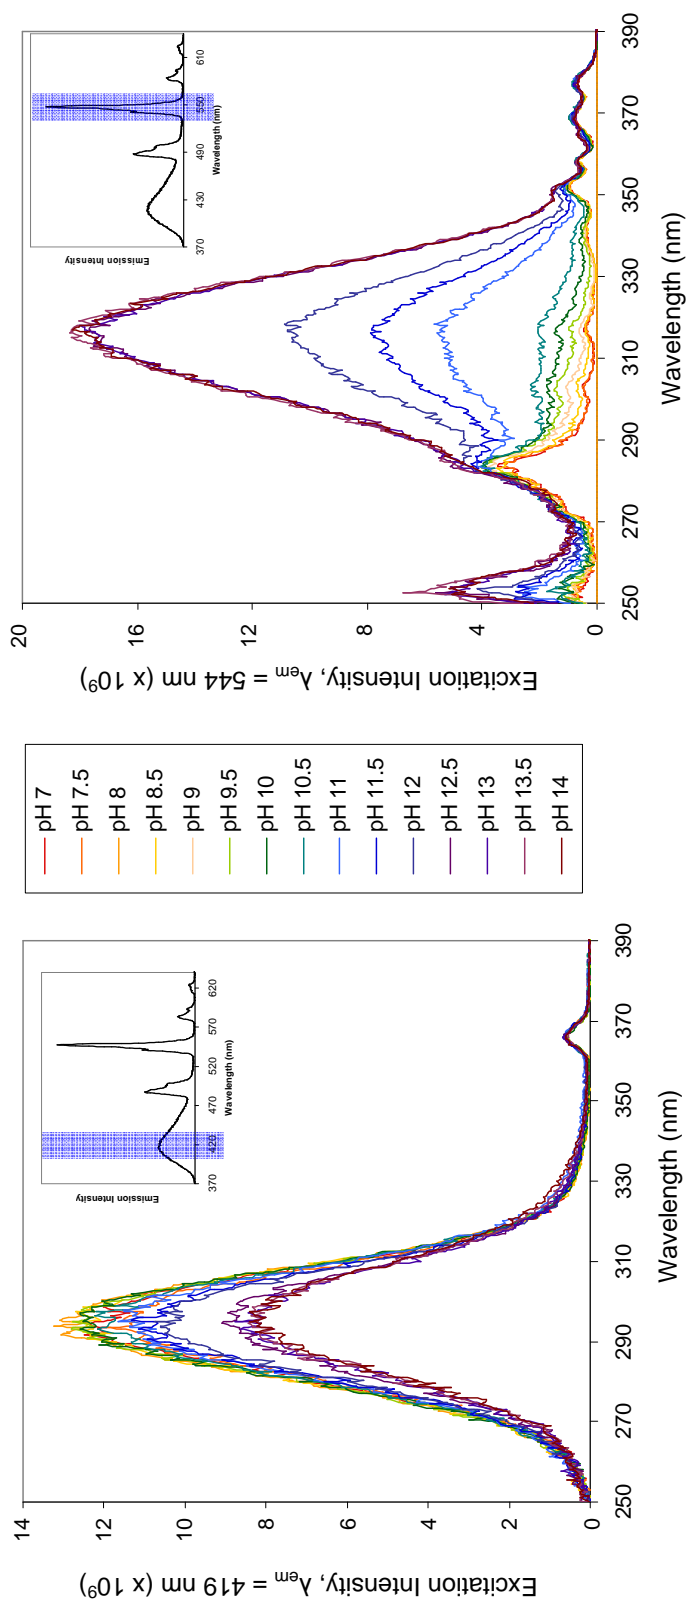 Excitation Intensity, λem = 419 nm (x 10⁹)
14
12
10
8
6
4
2
0
250
270
290
310
330
350
370
390
Wavelength (nm)
Emission Intensity
370
420
470
520
570
620
Wavelength (nm)
pH 7
pH 7.5
pH 8
pH 8.5
pH 9
pH 9.5
pH 10
pH 10.5
pH 11
pH 11.5
pH 12
pH 12.5
pH 13
pH 13.5
pH 14
Excitation Intensity, λem = 544 nm (x 10⁹)
20
16
12
8
4
0
250
270
290
310
330
350
370
390
Wavelength (nm)
Emission Intensity
370
430
490
550
610
Wavelength (nm)